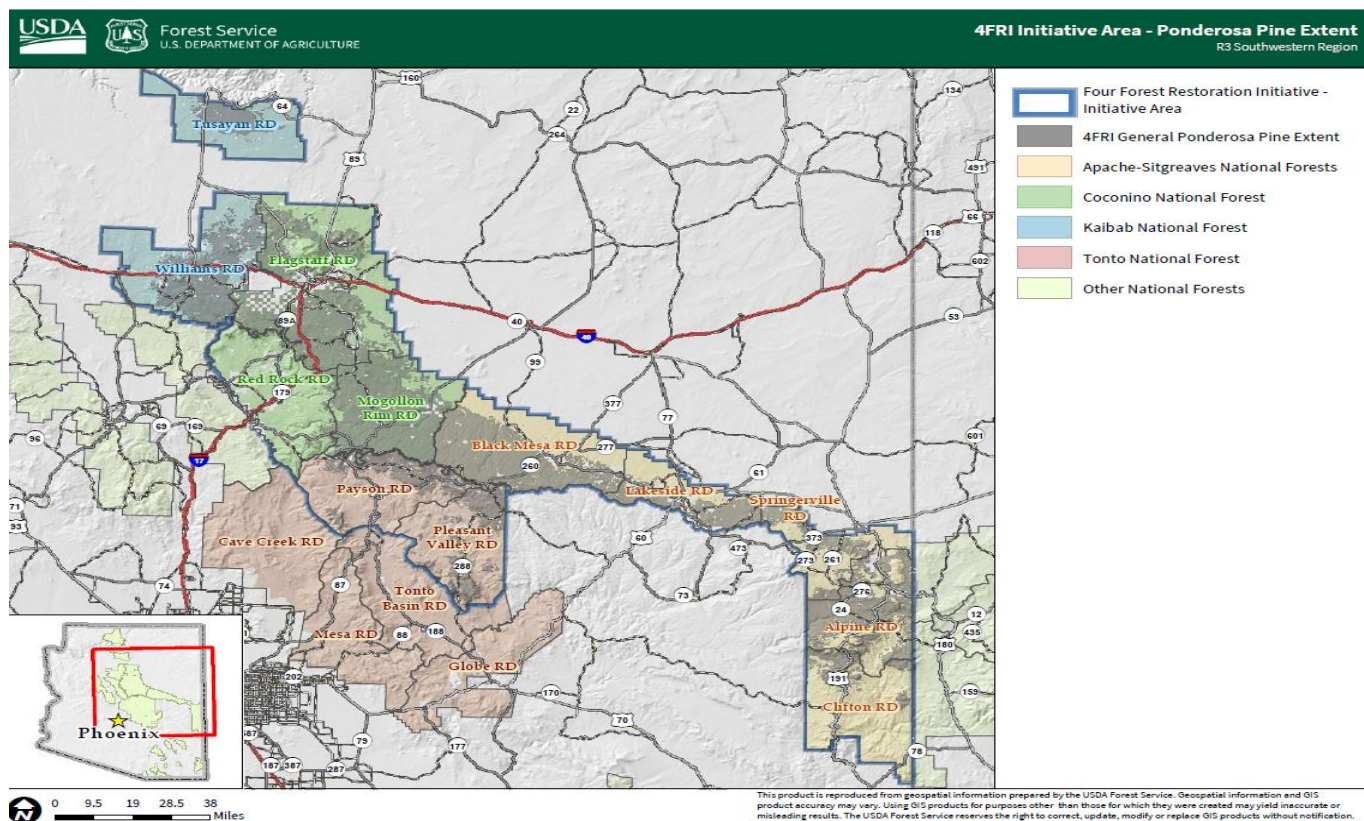 USDA
UAS
Forest Service
U.S. DEPARTMENT OF AGRICULTURE
4FRI Initiative Area - Ponderosa Pine Extent
R3 Southwestern Region
Four Forest Restoration Initiative -
Initiative Area
4FRI General Ponderosa Pine Extent
Apache-Sitgreaves National Forests
Coconino National Forest
Kaibab National Forest
Tonto National Forest
Other National Forests
160
134
64
22
Tusayan RD
264
89
491
66
118
Williams RD
Flagstaff RD
602
89A
40
53
40
99
Red Rock RD
179
Mogollon
Rim RD
377
77
96
69
169
Black Mesa RD
277
601
17
260
61
Payson RD
Lakeside RD
Springerville
RD
71
93
Cave Creek RD
Pleasant
Valley RD
60
373
473
273
261
288
74
87
73
276
Tonto
Basin RD
24
12
Mesa RD
88
188
Alpine RD
435
180
Globe RD
202
170
191
159
Clifton RD
70
Phoenix
587
79
177
78
187
387
287
0 9.5 19 28.5 38
Miles
This product is reproduced from geospatial information prepared by the USDA Forest Service. Geospatial information and GIS
product accuracy may vary. Using GIS products for purposes other than those for which they were created may yield inaccurate or
misleading results. The USDA Forest Service reserves the right to correct, update, modify or replace GIS products without notification.